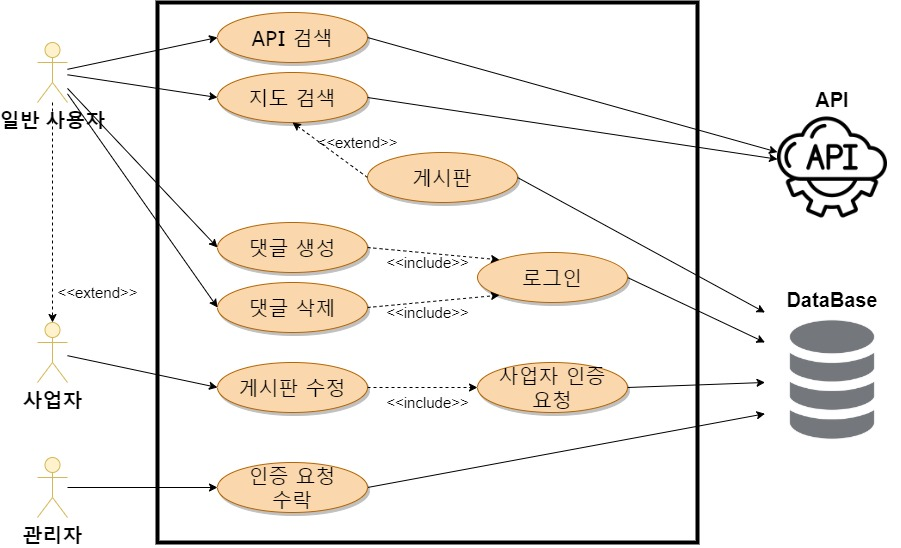 API 검색
지도 검색
일반 사용자
API
API
<<extend>>
게시판
댓글 생성
<<include>>
로그인
<<extend>>
댓글 삭제
<<include>>
DataBase
사업자
게시판 수정
<<include>>
사업자 인증
요청
관리자
인증 요청
수락